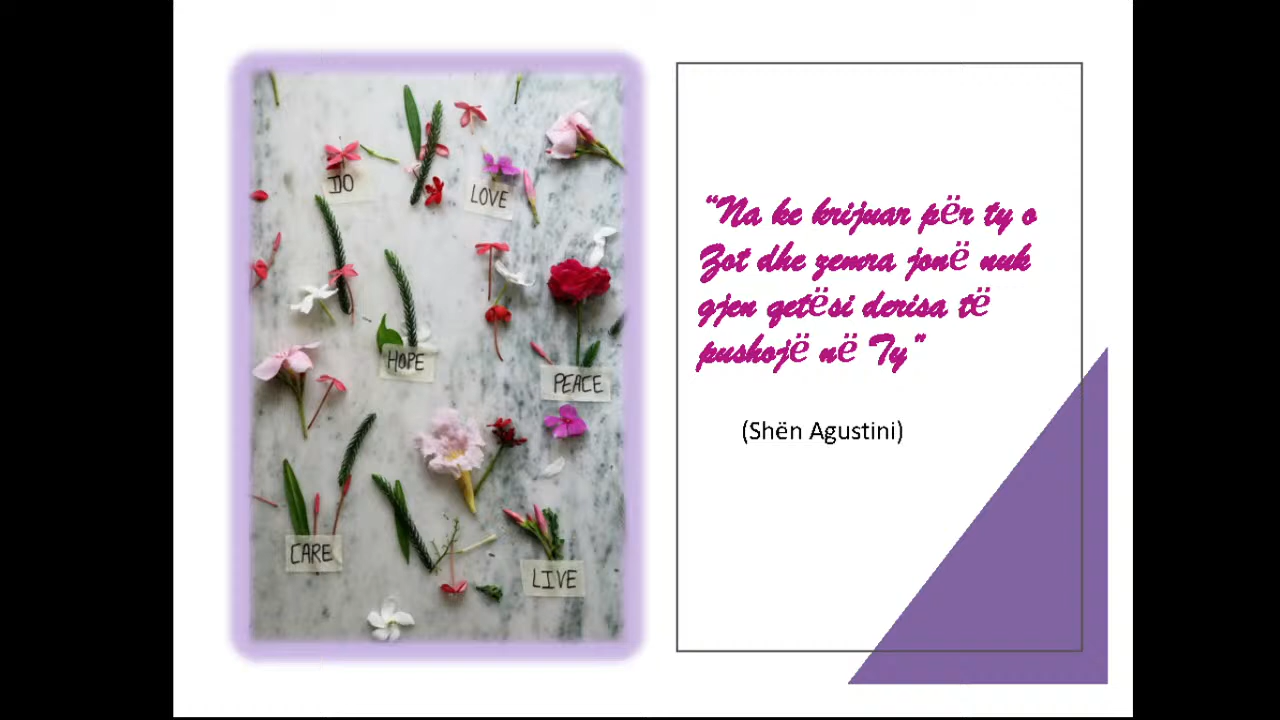 DO
LOVE
HOPE
PEACE
CARE
LIVE
“Na ke krijuar për ty o
Zot dhe zemra jonë nuk
gjen qetësi derisa të
pushojë në Ty”
(Shën Agustini)